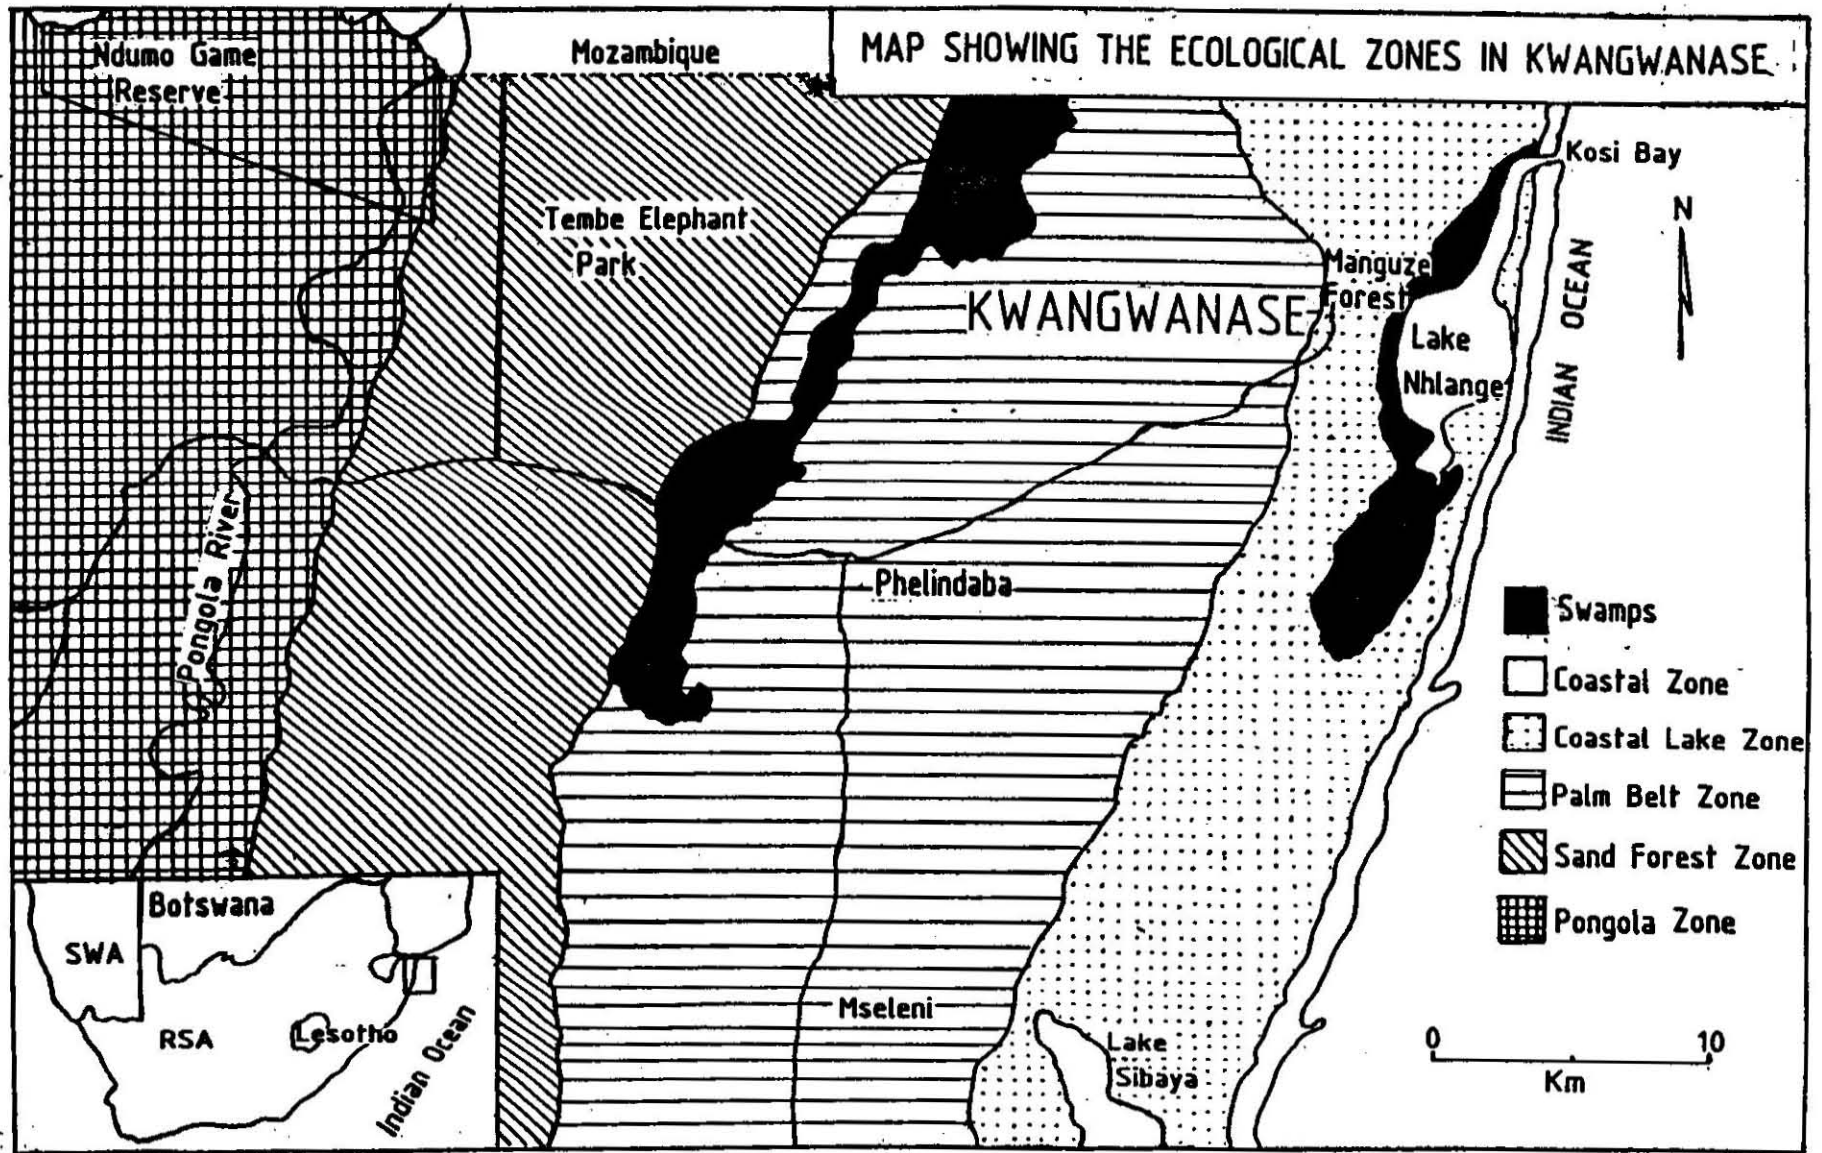 MAP SHOWING THE ECOLOGICAL ZONES IN KWANGWANASE
Ndumo Game
Reserve
Mozambique
Kosi Bay
N
Tembe Elephant
Park
Manguze
Forest
KWANGWANASE
Lake
Nhlange
INDIAN OCEAN
Pongola River
Phelindaba
Swamps
Coastal Zone
Coastal Lake Zone
Palm Belt Zone
Sand Forest Zone
Pongola Zone
Botswana
SWA
RSA
Lesotho
Indian Ocean
Mseleni
Lake
Sibaya
0 10
Km